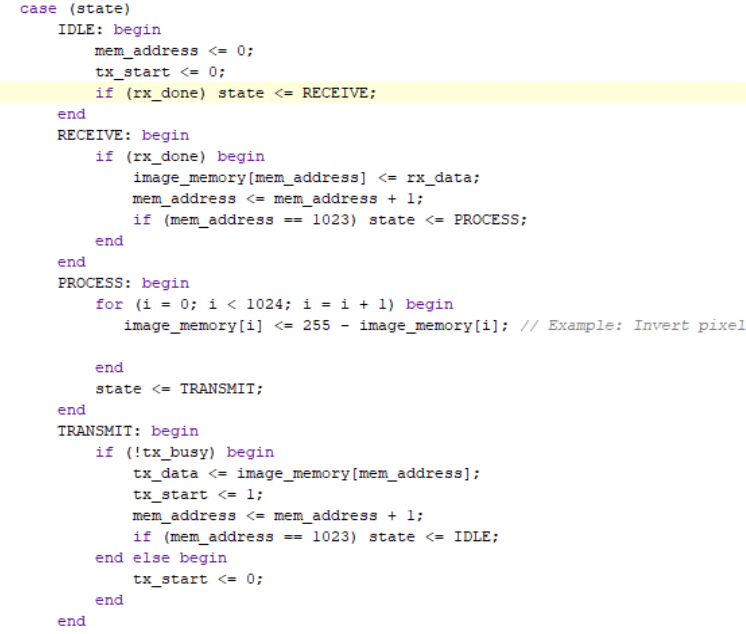 case (state)
IDLE: begin
mem_address <= 0;
tx_start <= 0;
if (rx_done) state <= RECEIVE;
end
RECEIVE: begin
if (rx_done) begin
image_memory[mem_address] <= rx_data;
mem_address <= mem_address + 1;
if (mem_address == 1023) state <= PROCESS;
end
end
PROCESS: begin
for (i = 0; i < 1024; i = i + 1) begin
image_memory[i] <= 255 - image_memory[i]; // Example: Invert pixel
end
state <= TRANSMIT;
end
TRANSMIT: begin
if (!tx_busy) begin
tx_data <= image_memory[mem_address];
tx_start <= 1;
mem_address <= mem_address + 1;
if (mem_address == 1023) state <= IDLE;
end else begin
tx_start <= 0;
end
end